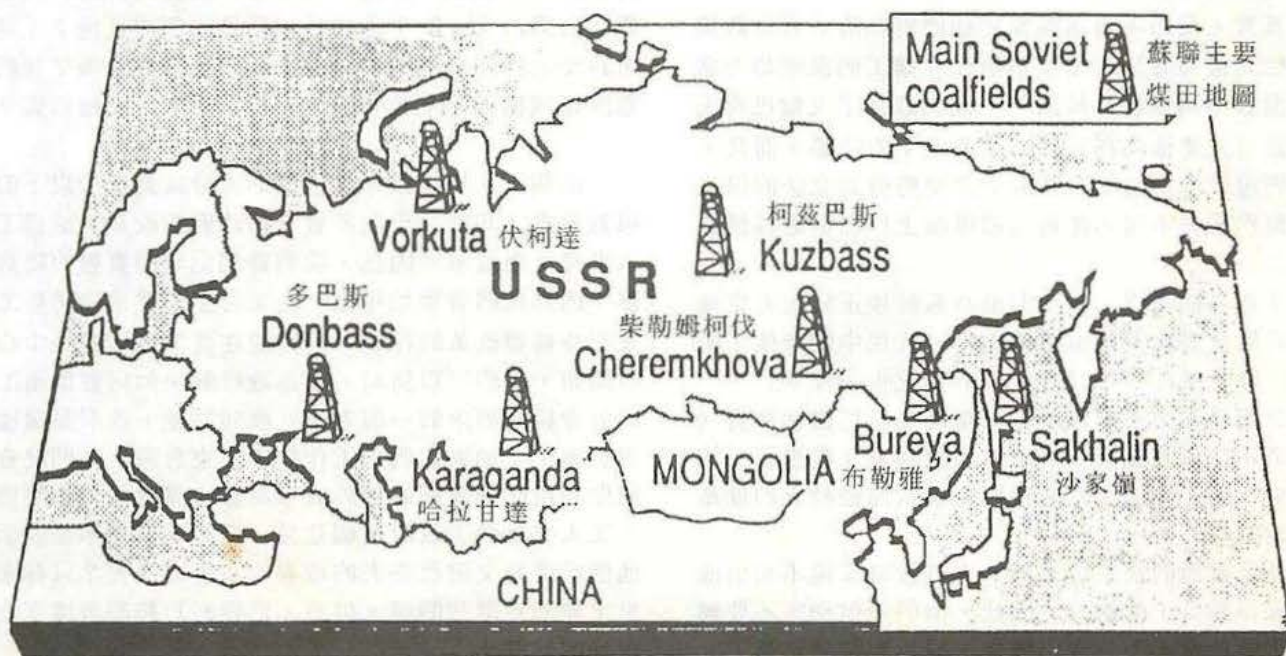 Main Soviet
coalfields
蘇聯主要
煤田地圖
Vorkuta 伏柯達
柯茲巴斯
Kuzbass
USSR
多巴斯
Donbass
柴勒姆柯伐
Cheremkhova
Karaganda
哈拉甘達
MONGOLIA
Bureya
布勒雅
Sakhalin
沙家嶺
CHINA